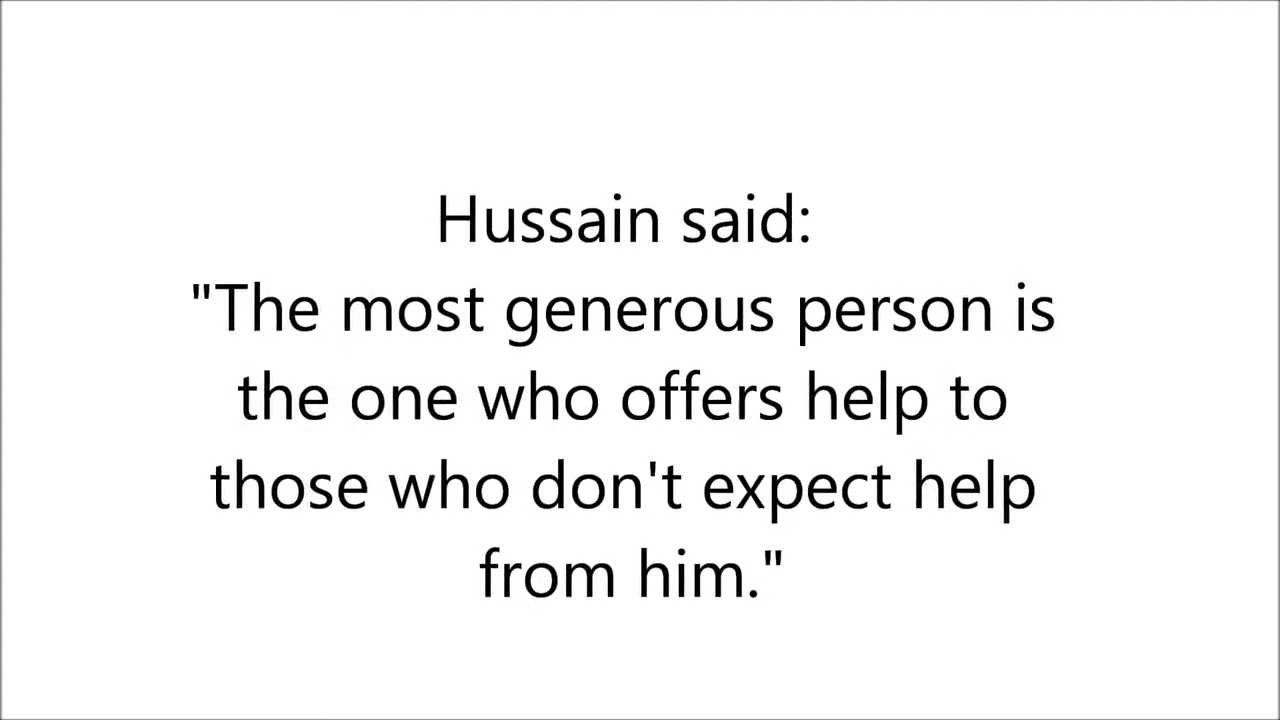 Hussain said:
"The most generous person is
the one who offers help to
those who don't expect help
from him."